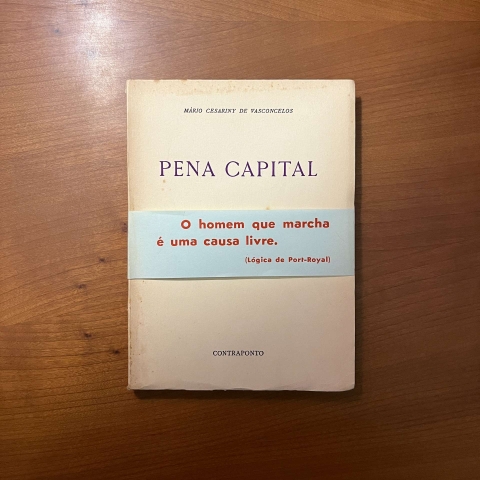 MÁRIO CESARINY DE VASCONCELOS
PENA CAPITAL
O homem que marcha
é uma causa livre.
(Lógica de Port-Royal)
CONTRAPONTO